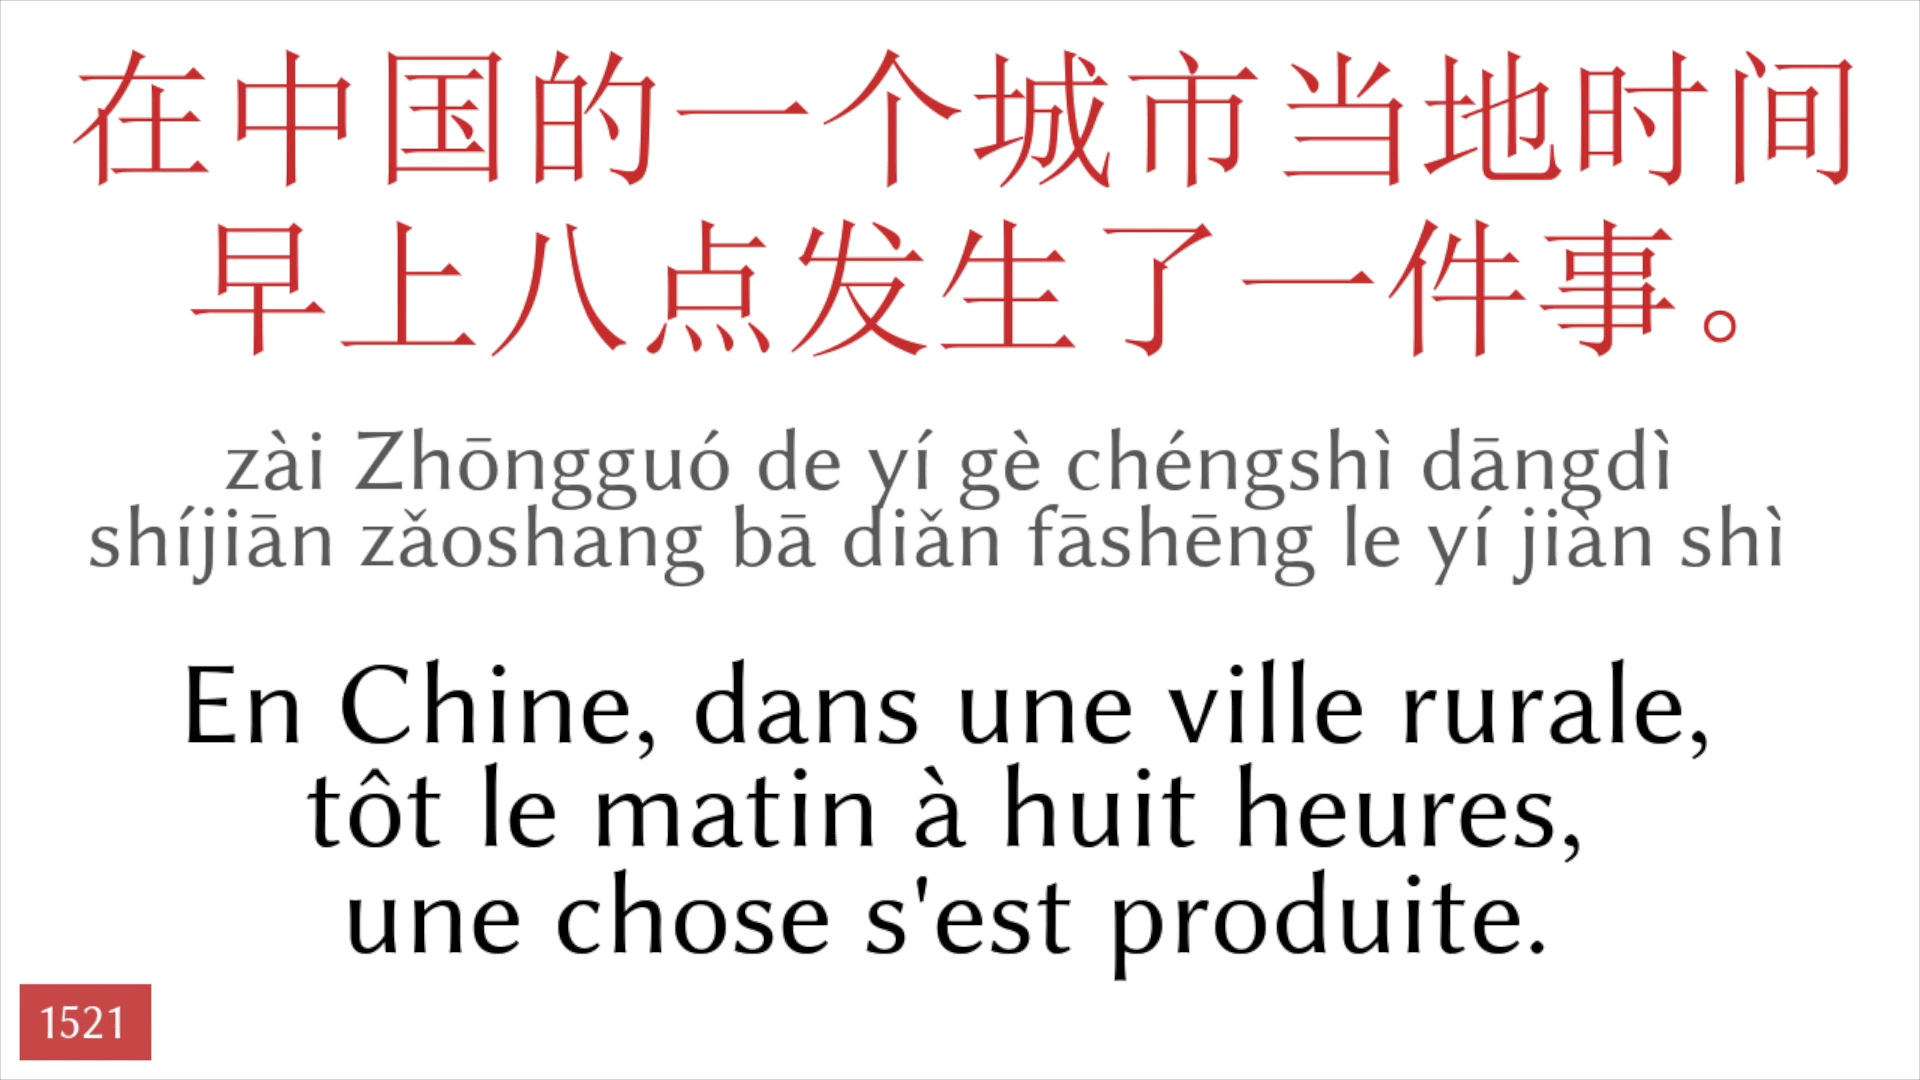 在中国的一个城市当地时间
早上八点发生了一件事。
zài Zhōngguó de yí gè chéngshì dāngdì
shíjiān zǎoshang bā diǎn fāshēng le yí jiàn shì
En Chine, dans une ville rurale,
tôt le matin à huit heures,
une chose s'est produite.
1521